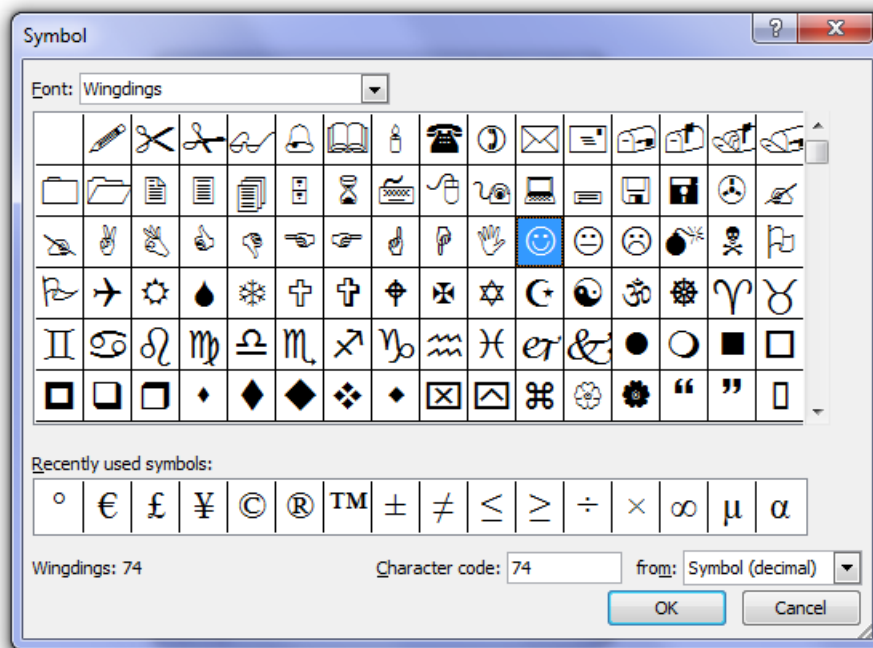 Symbol
Font: Wingdings
Recently used symbols:
° € £ ¥ © ® ™ ± ≠ ≤ ≥ ÷ × ∞ µ α
Wingdings: 74 Character code: 74 from: Symbol (decimal)
OK Cancel